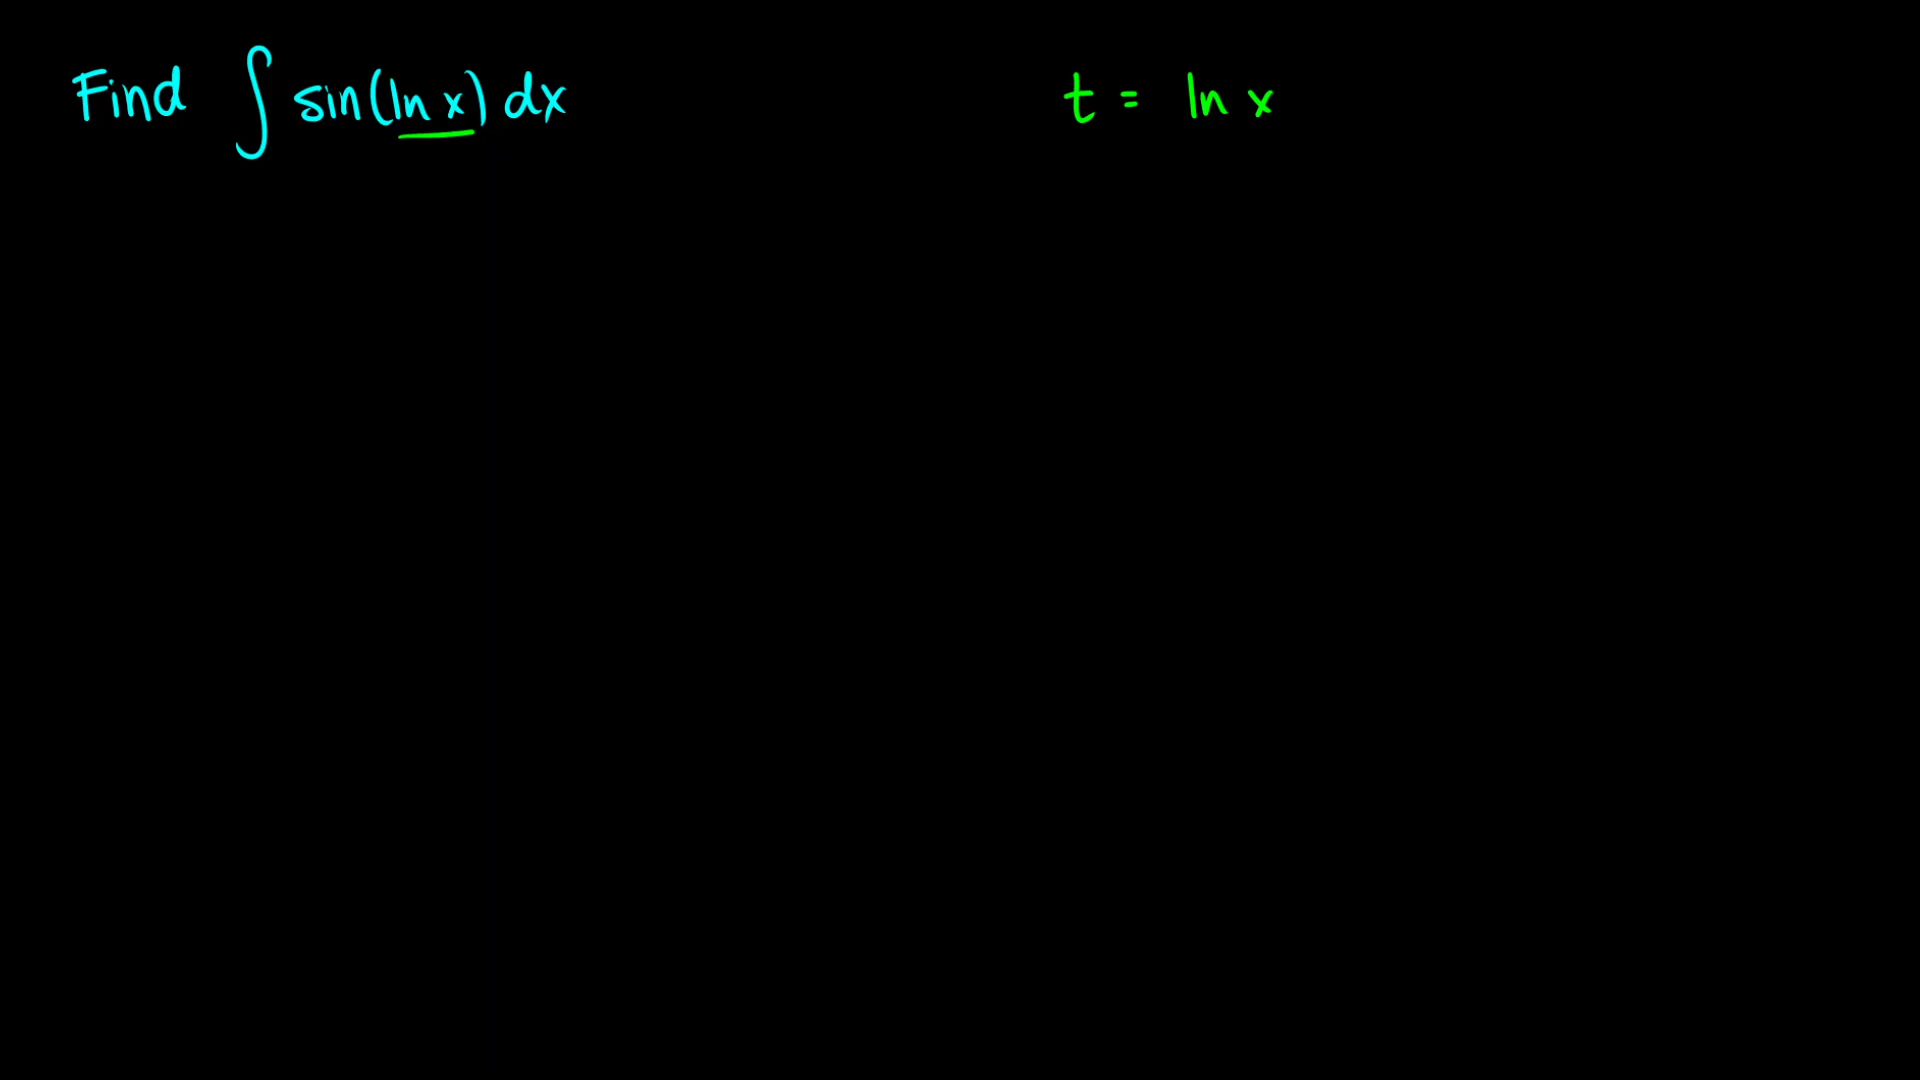 Find ∫ sin(ln x) dx
t = ln x